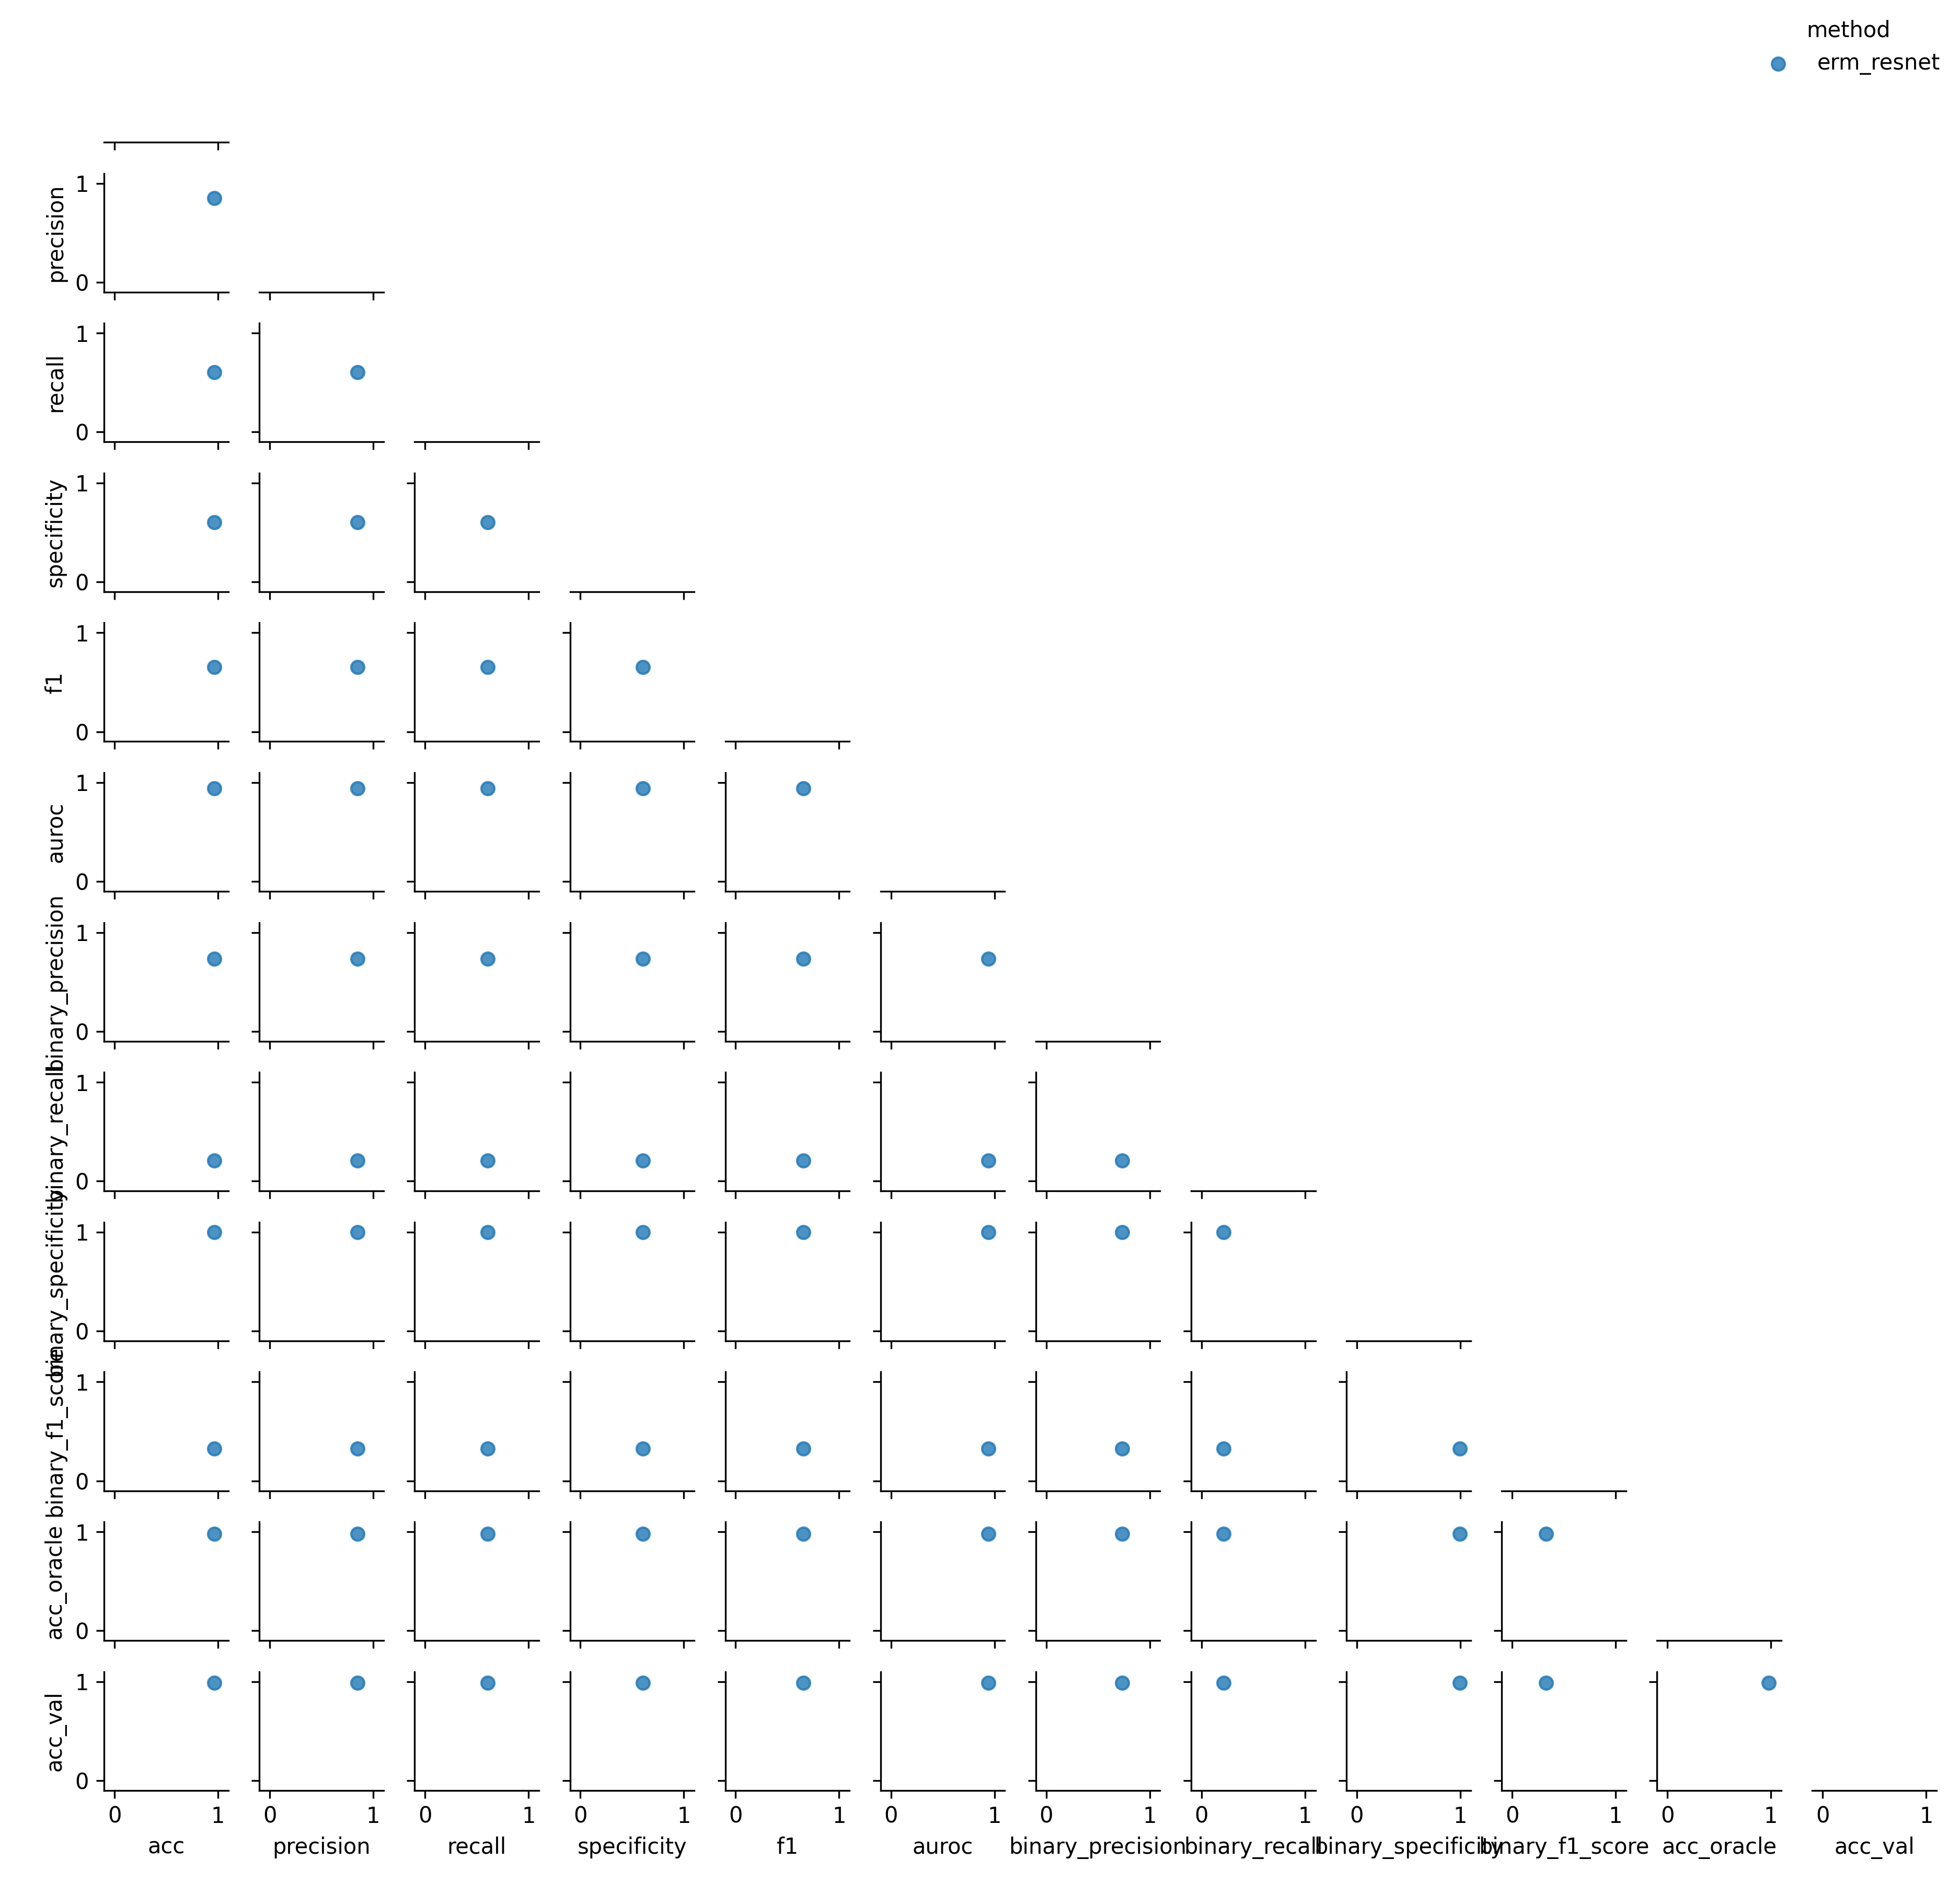 method
erm_resnet
precision
1
0
recall
1
0
specificity
1
0
f1
1
0
auroc
1
0
binary_precision
1
0
binary_recall
1
0
binary_specificity
1
0
binary_f1_score
1
0
acc_oracle
1
0
acc_val
1
0
0 1 0 1 0 1 0 1 0 1 0 1 0 1 0 1 0 1 0 1 0 1 0 1
acc precision recall specificity f1 auroc binary_precision binary_recall binary_specificity binary_f1_score acc_oracle acc_val